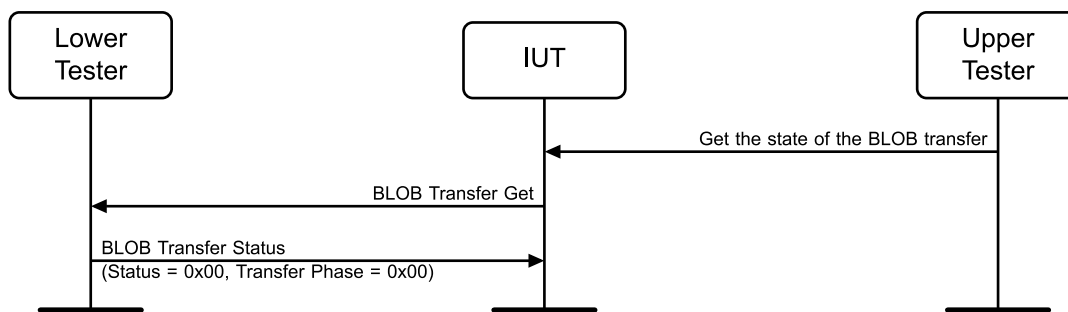 Lower
Tester
IUT
Upper
Tester
Get the state of the BLOB transfer
BLOB Transfer Get
BLOB Transfer Status
(Status = 0x00, Transfer Phase = 0x00)